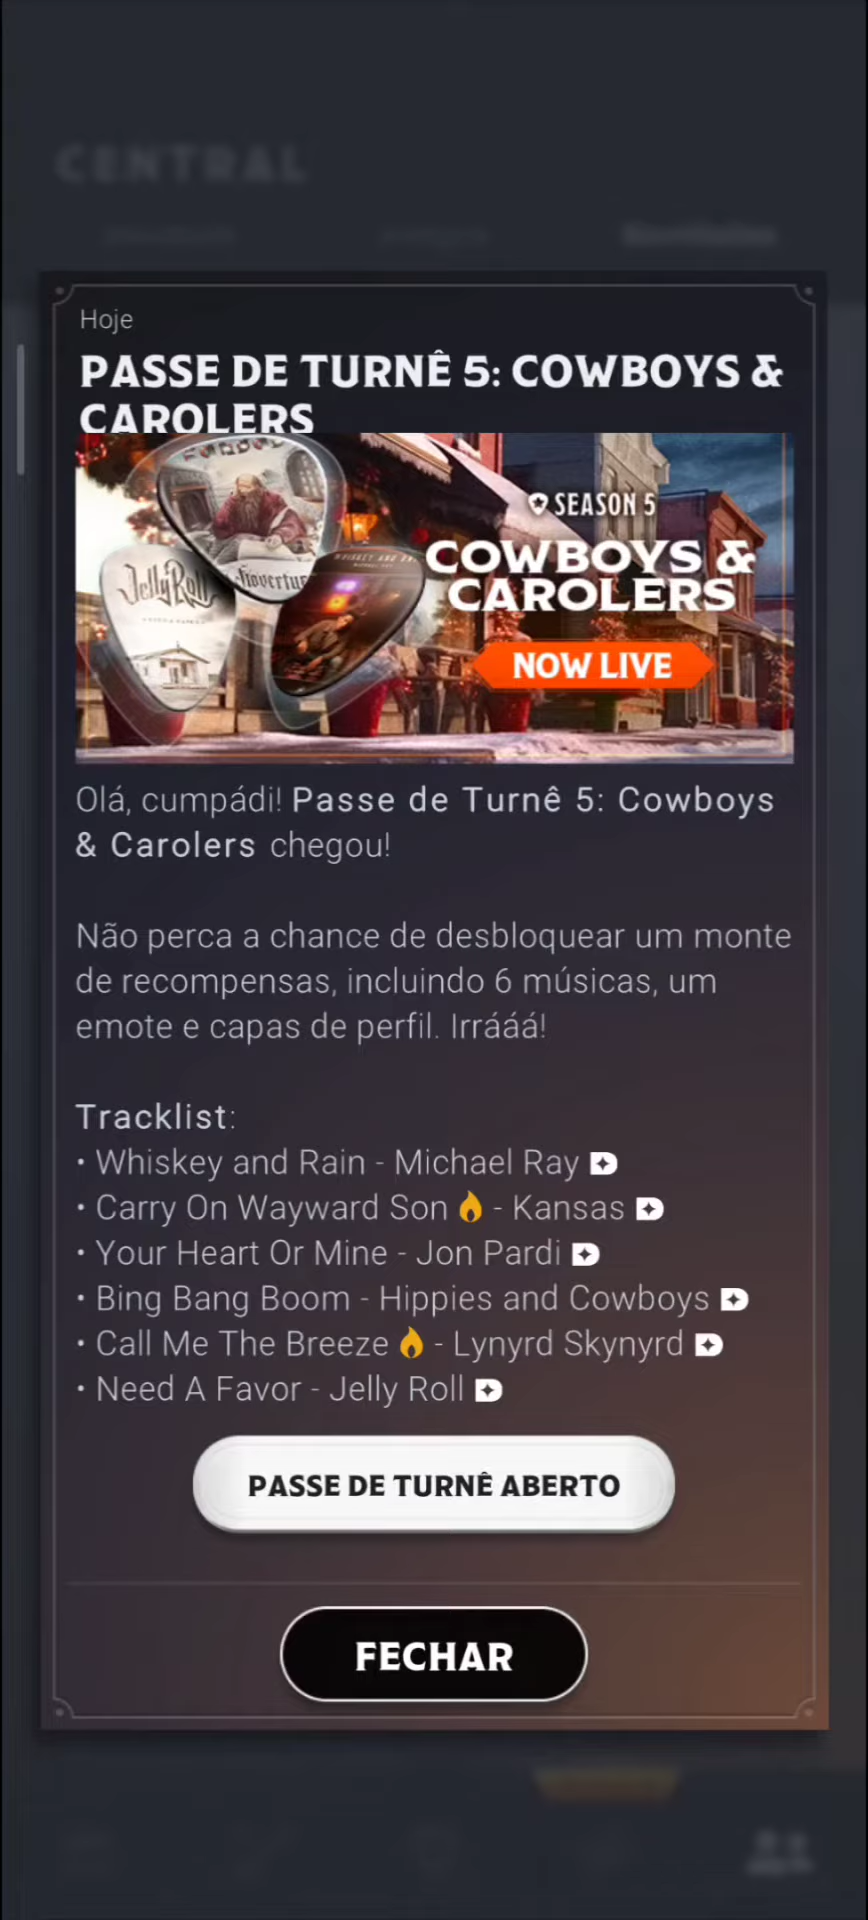 CENTRAL
Hoje
PASSE DE TURNÊ 5: COWBOYS &
CAROLERS
SEASON 5
COWBOYS &
CAROLERS
NOW LIVE
Jelly Roll
Olá, cumpádi! Passe de Turnê 5: Cowboys
& Carolers chegou!
Não perca a chance de desbloquear um monte
de recompensas, incluindo 6 músicas, um
emote e capas de perfil. Irrááá!
Tracklist:
• Whiskey and Rain - Michael Ray
• Carry On Wayward Son 🔥 - Kansas
• Your Heart Or Mine - Jon Pardi
• Bing Bang Boom - Hippies and Cowboys
• Call Me The Breeze 🔥 - Lynyrd Skynyrd
• Need A Favor - Jelly Roll
PASSE DE TURNÊ ABERTO
FECHAR